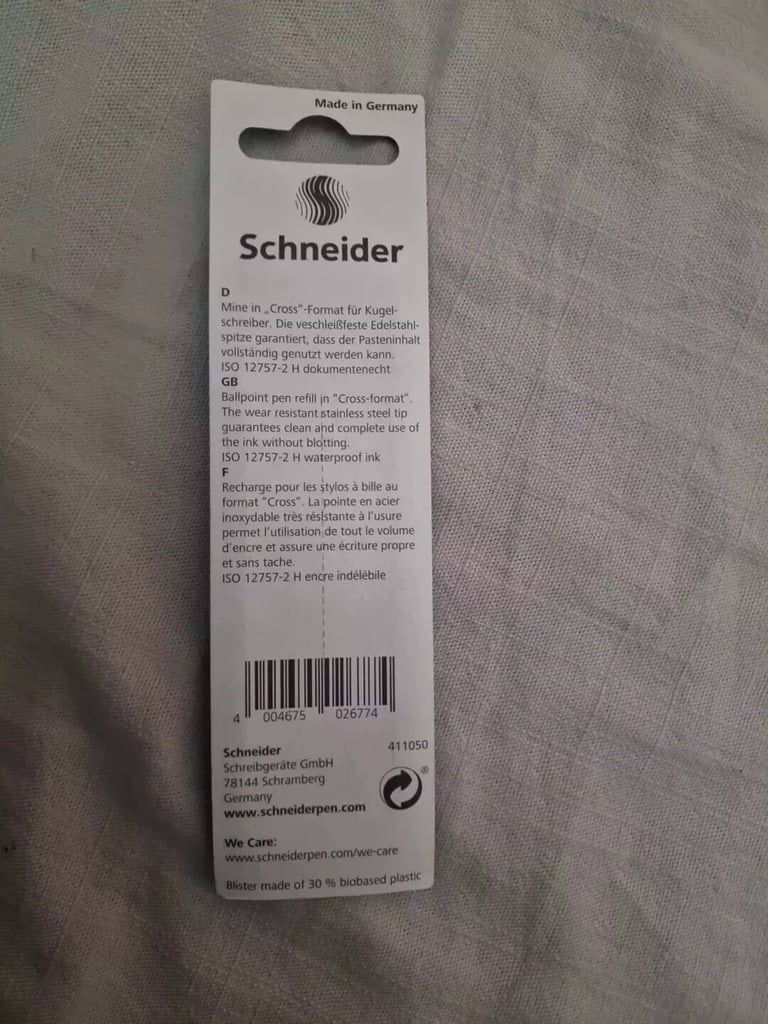 Made in Germany
Schneider
D
Mine in „Cross"-Format für Kugel-
schreiber. Die veschleißfeste Edelstahl-
spitze garantiert, dass der Pasteninhalt
vollständig genutzt werden kann.
ISO 12757-2 H dokumentenecht
GB
Ballpoint pen refill in "Cross-format".
The wear resistant stainless steel tip
guarantees clean and complete use of
the ink without blotting.
ISO 12757-2 H waterproof ink
F
Recharge pour les stylos à bille au
format "Cross". La pointe en acier
inoxydable très résistante à l'usure
permet l'utilisation de tout le volume
d'encre et assure une écriture propre
et sans tache.
ISO 12757-2 H encre indélébile
4 004675 026774
Schneider 411050
Schreibgeräte GmbH
78144 Schramberg
Germany
www.schneiderpen.com
®
We Care:
www.schneiderpen.com/we-care
Blister made of 30 % biobased plastic